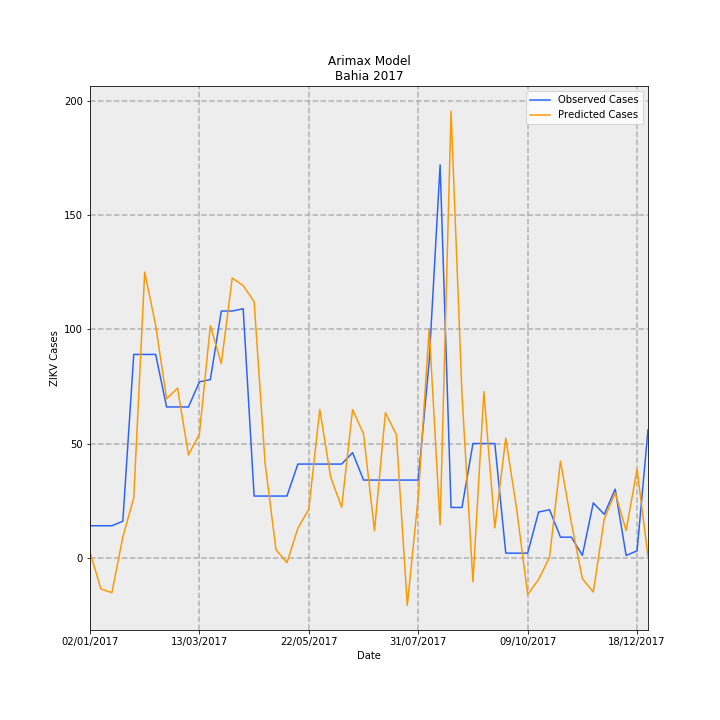 Arimax Model
Bahia 2017
Observed Cases
Predicted Cases
200
150
100
50
0
ZIKV Cases
02/01/2017
13/03/2017
22/05/2017
31/07/2017
09/10/2017
18/12/2017
Date